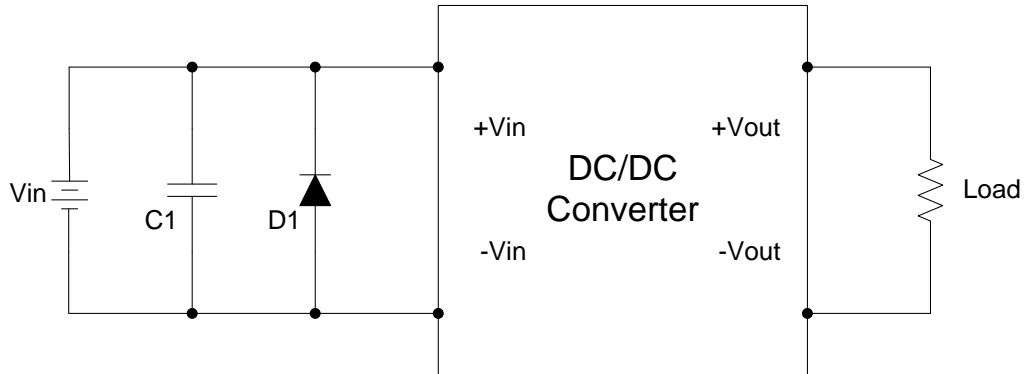 +Vin
+Vout
DC/DC
Converter
Vin
C1
D1
Load
-Vin
-Vout